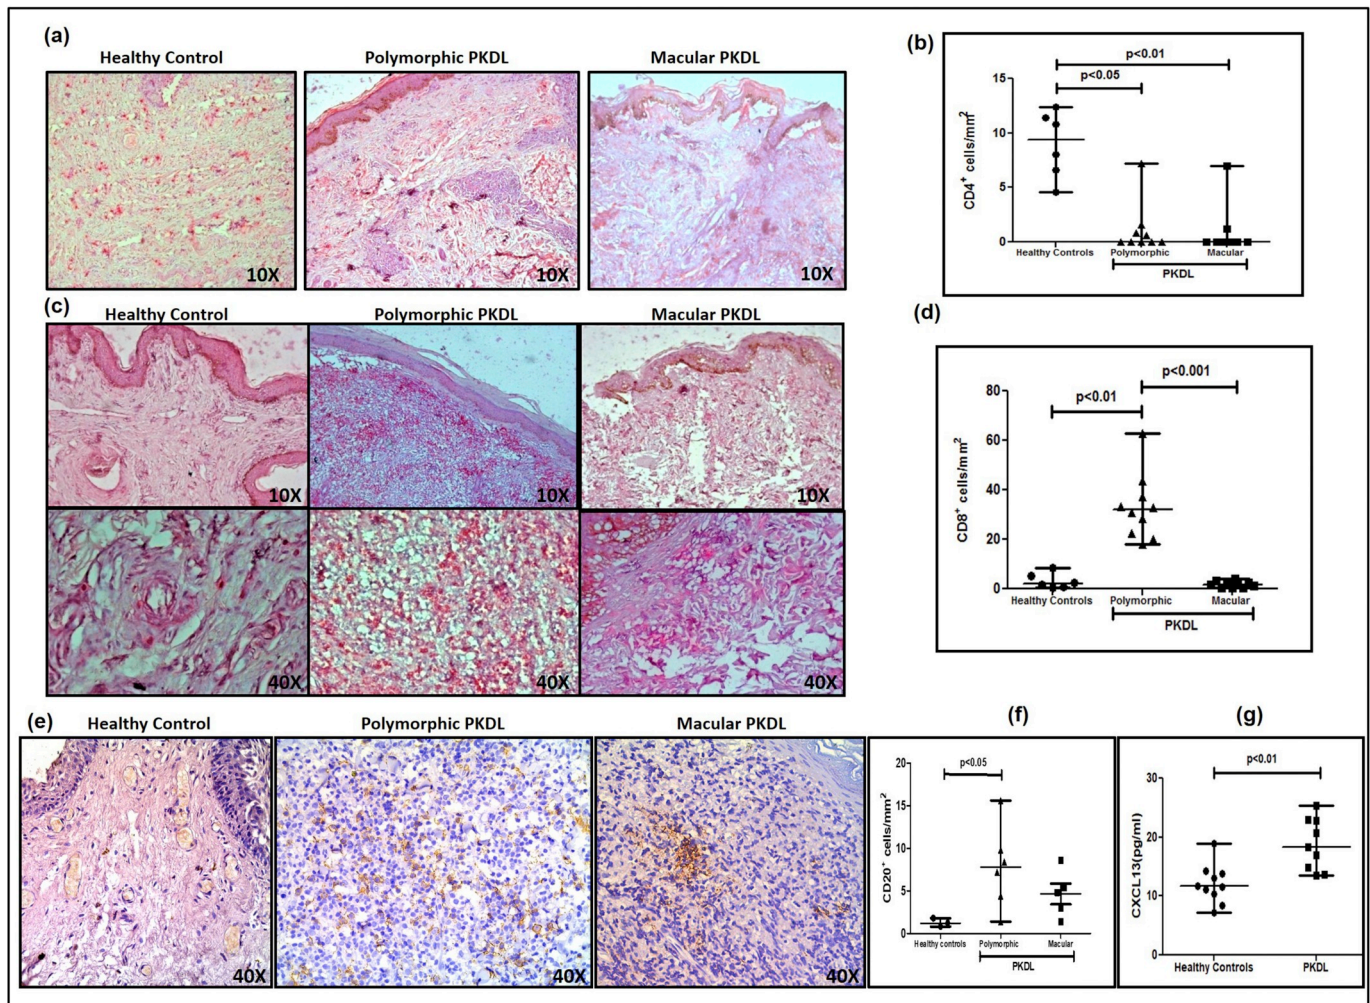 (a)
Healthy Control
Polymorphic PKDL
Macular PKDL
10X
10X
10X
(b)
p<0.01
p<0.05
CD4+ cells/mm2
15
10
5
0
Healthy Controls
Polymorphic
Macular
PKDL
(c)
Healthy Control
Polymorphic PKDL
Macular PKDL
10X
10X
10X
40X
40X
40X
(d)
p<0.001
p<0.01
CD8+ cells/mm2
80
60
40
20
0
Healthy Controls
Polymorphic
Macular
PKDL
(e)
Healthy Control
Polymorphic PKDL
Macular PKDL
40X
40X
40X
(f)
p<0.05
CD20+ cells/mm2
20
15
10
5
0
Healthy controls
Polymorphic
Macular
PKDL
(g)
p<0.01
CXCL13(pg/ml)
30
20
10
0
Healthy Controls
PKDL